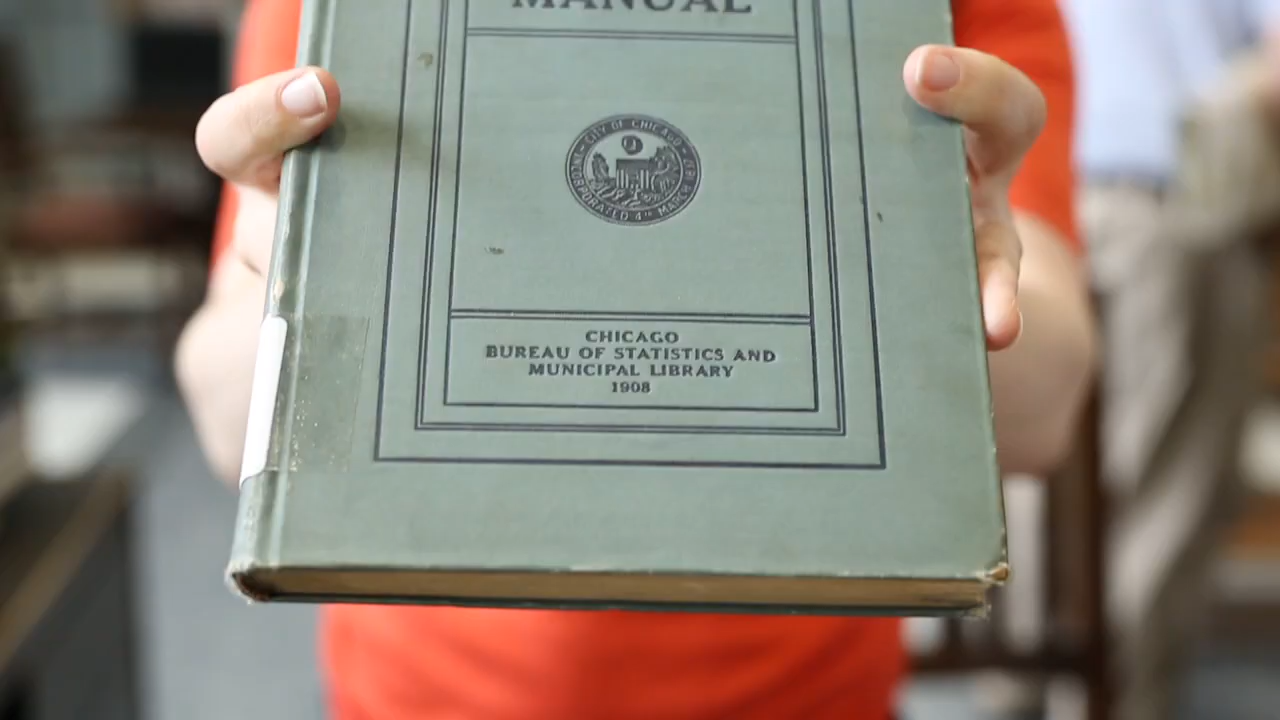 MANUAL
CITY OF CHICAGO
INCORPORATED 4TH MARCH 1837
CHICAGO
BUREAU OF STATISTICS AND
MUNICIPAL LIBRARY
1908